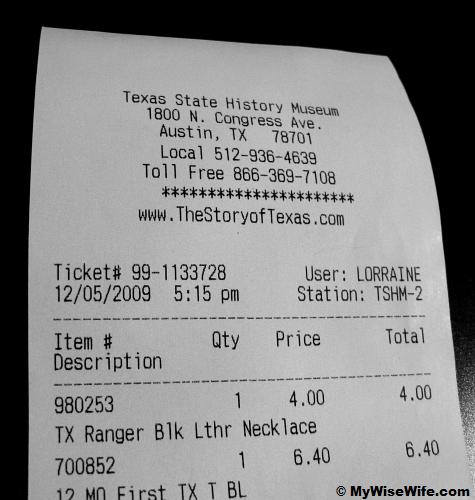 Texas State History Museum
1800 N. Congress Ave.
Austin, TX 78701
Local 512-936-4639
Toll Free 866-369-7108
*********************
www.TheStoryofTexas.com
Ticket# 99-1133728 User: LORRAINE
12/05/2009 5:15 pm Station: TSHM-2
Item # Qty Price Total
Description
980253 1 4.00 4.00
TX Ranger Blk Lthr Necklace
700852 1 6.40 6.40
12 MO First TX T BL
© MyWiseWife.com